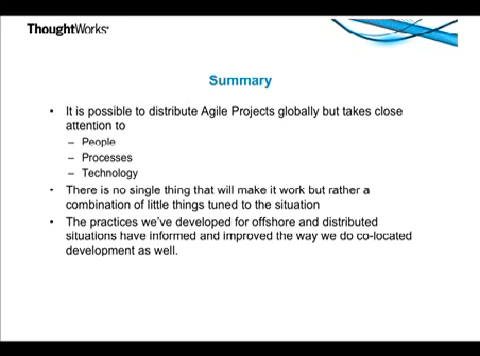 ThoughtWorks®
Summary
• It is possible to distribute Agile Projects globally but takes close
attention to
– People
– Processes
– Technology
• There is no single thing that will make it work but rather a
combination of little things tuned to the situation
• The practices we've developed for offshore and distributed
situations have informed and improved the way we do co-located
development as well.